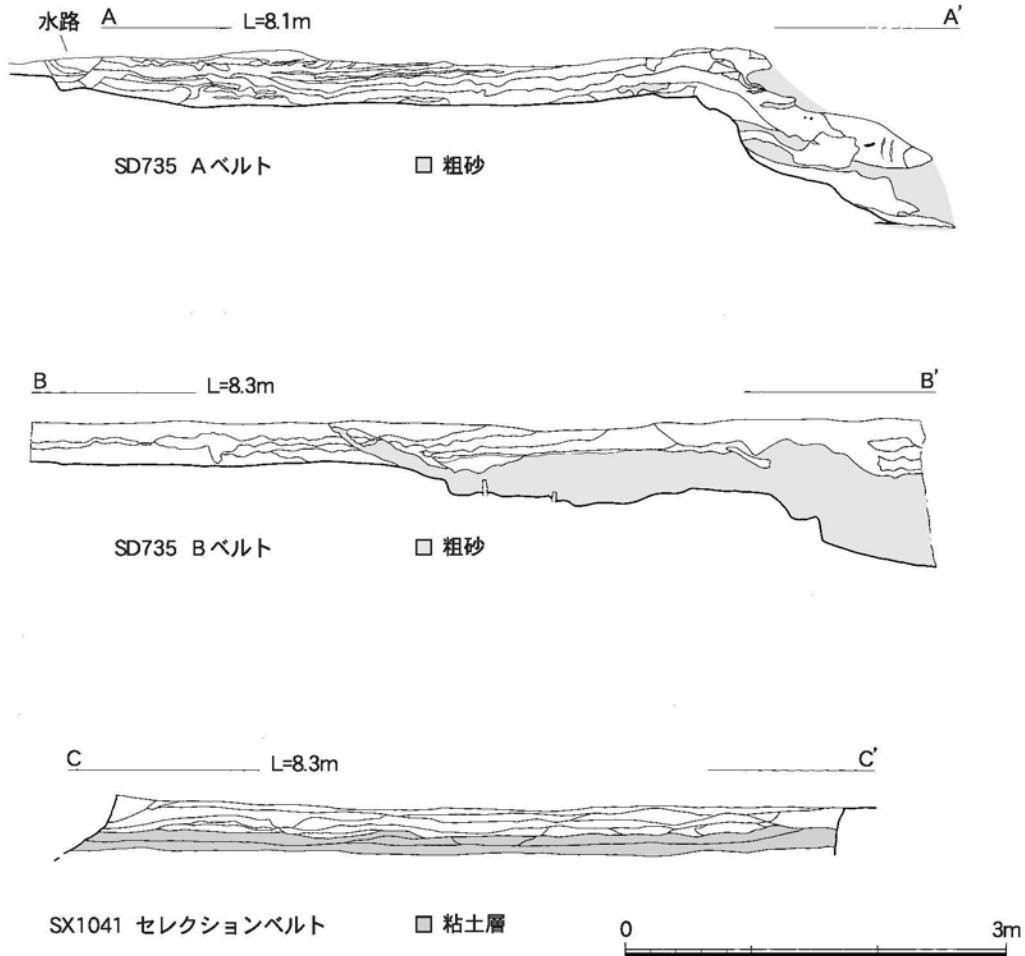 水路 A L=8.1m A'
SD735 Aベルト 粗砂
B L=8.3m B'
SD735 Bベルト 粗砂
C L=8.3m C'
SX1041 セレクションベルト 粘土層
0 3m